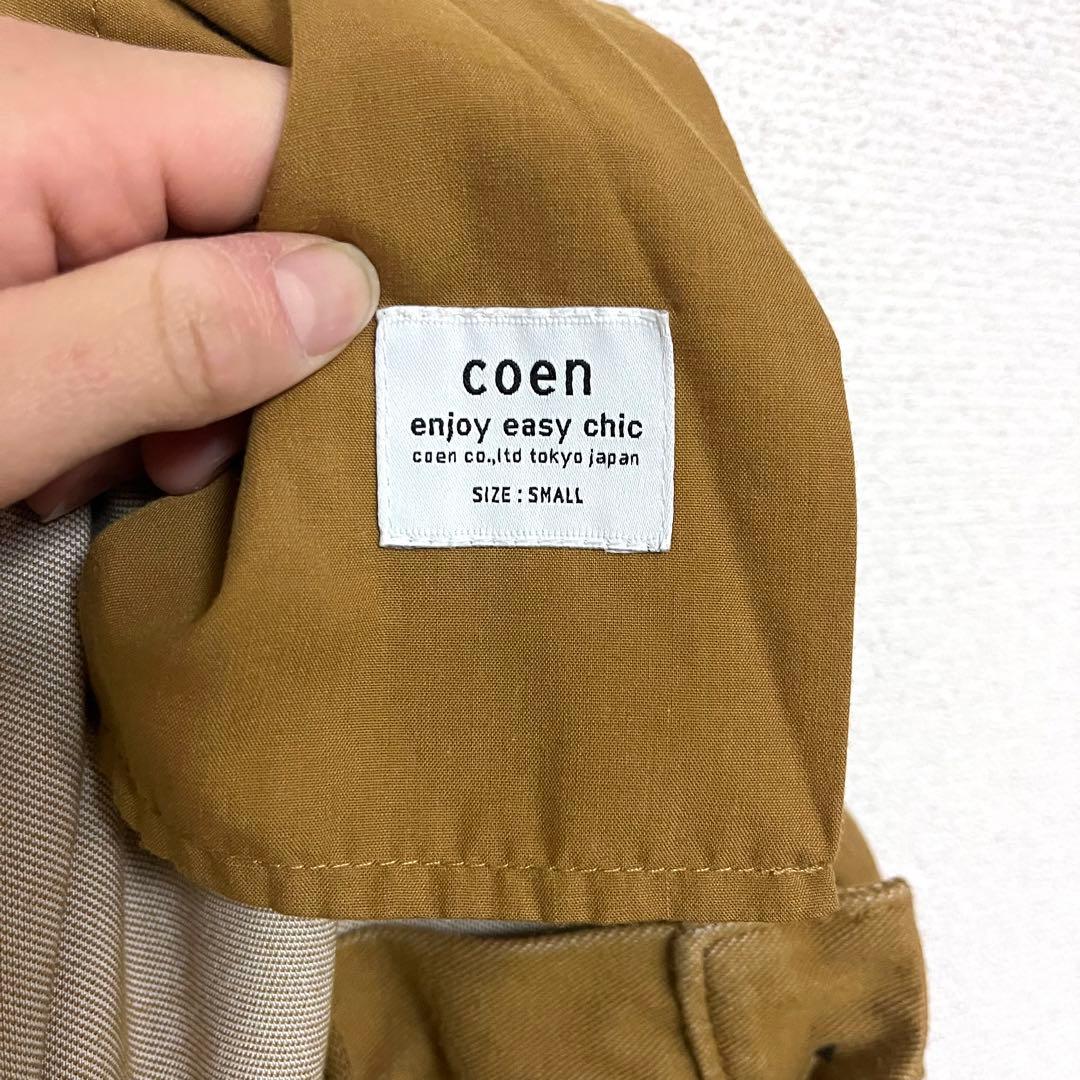 coen
enjoy easy chic
coen co.,ltd tokyo japan
SIZE : SMALL